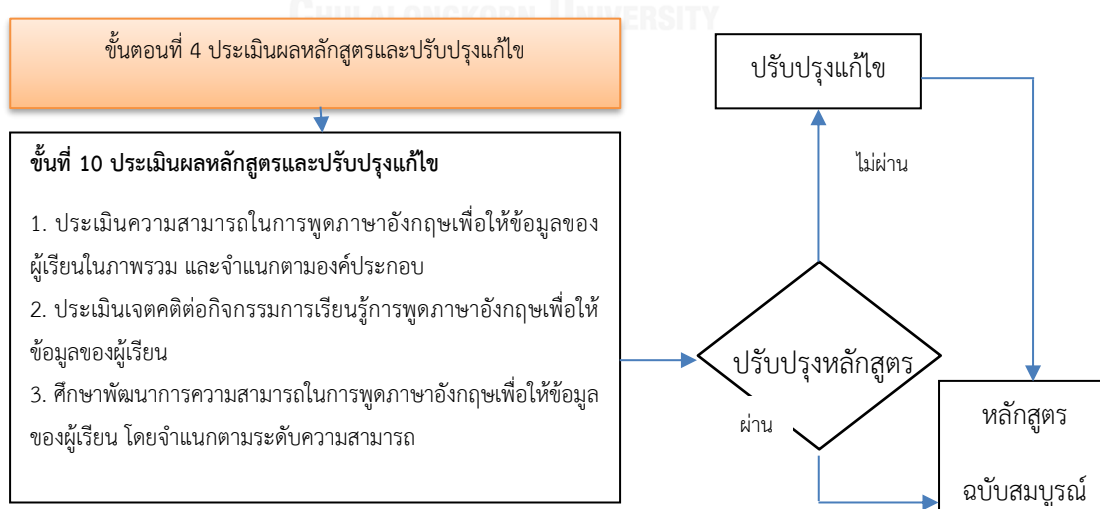 CHULALONGKORN UNIVERSITY
ขั้นตอนที่ 4 ประเมินผลหลักสูตรและปรับปรุงแก้ไข
ขั้นที่ 10 ประเมินผลหลักสูตรและปรับปรุงแก้ไข
1. ประเมินความสามารถในการพูดภาษาอังกฤษเพื่อให้ข้อมูลของ
ผู้เรียนในภาพรวม และจำแนกตามองค์ประกอบ
2. ประเมินเจตคติต่อกิจกรรมการเรียนรู้การพูดภาษาอังกฤษเพื่อให้
ข้อมูลของผู้เรียน
3. ศึกษาพัฒนาการความสามารถในการพูดภาษาอังกฤษเพื่อให้ข้อมูล
ของผู้เรียน โดยจำแนกตามระดับความสามารถ
ปรับปรุงแก้ไข
ไม่ผ่าน
ปรับปรุงหลักสูตร
ผ่าน
หลักสูตร
ฉบับสมบูรณ์